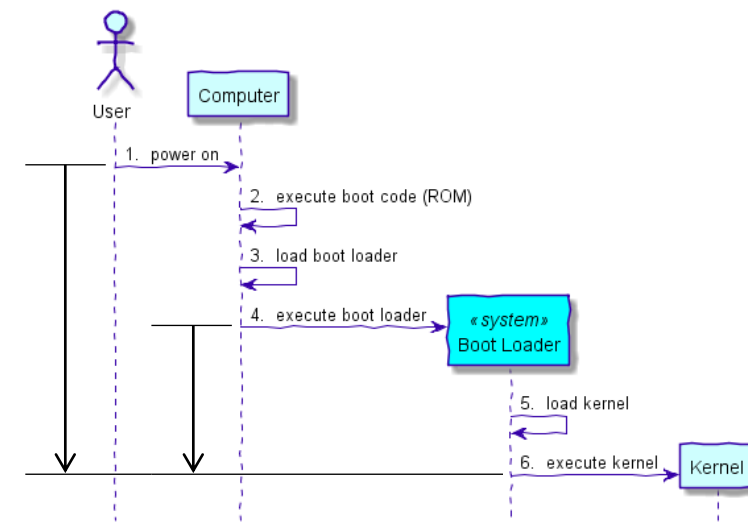 User
Computer
1. power on
2. execute boot code (ROM)
3. load boot loader
4. execute boot loader
«system»
Boot Loader
5. load kernel
6. execute kernel
Kernel